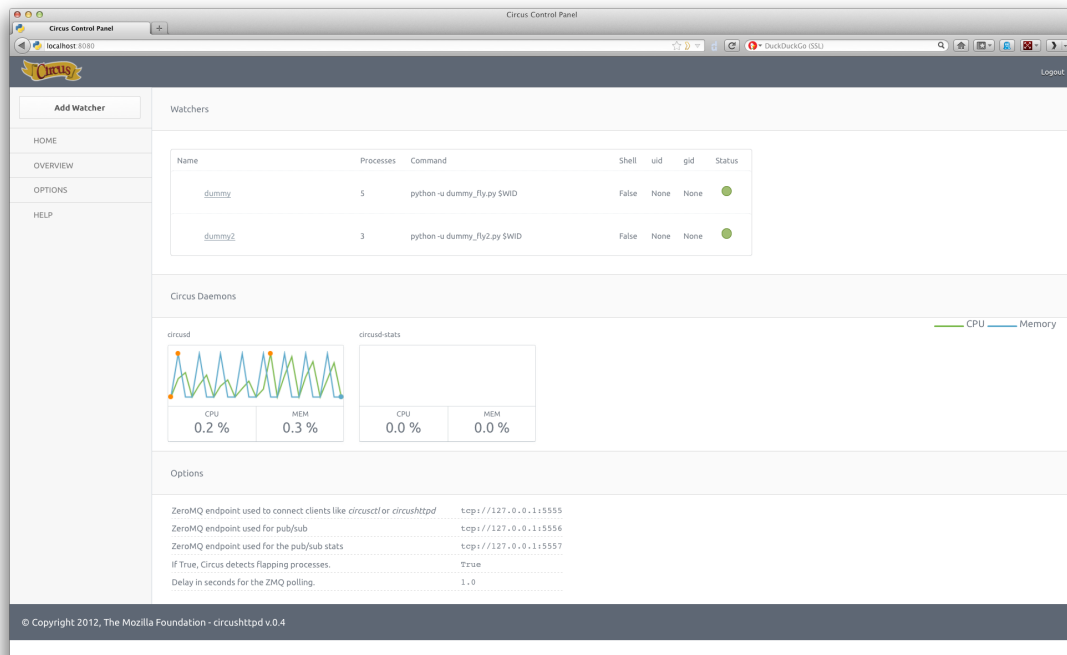 Circus Control Panel
Circus Control Panel
localhost:8080
DuckDuckGo (SSL)
Circus
Logout
Add Watcher
HOME
OVERVIEW
OPTIONS
HELP
Watchers
Name Processes Command Shell uid gid Status
dummy 5 python -u dummy_fly.py $WID False None None
dummy2 3 python -u dummy_fly2.py $WID False None None
Circus Daemons
CPU Memory
circusd circusd-stats
CPU MEM CPU MEM
0.2 % 0.3 % 0.0 % 0.0 %
Options
ZeroMQ endpoint used to connect clients like circusctl or circushttpd tcp://127.0.0.1:5555
ZeroMQ endpoint used for pub/sub tcp://127.0.0.1:5556
ZeroMQ endpoint used for the pub/sub stats tcp://127.0.0.1:5557
If True, Circus detects flapping processes. True
Delay in seconds for the ZMQ polling. 1.0
© Copyright 2012, The Mozilla Foundation - circushttpd v.0.4